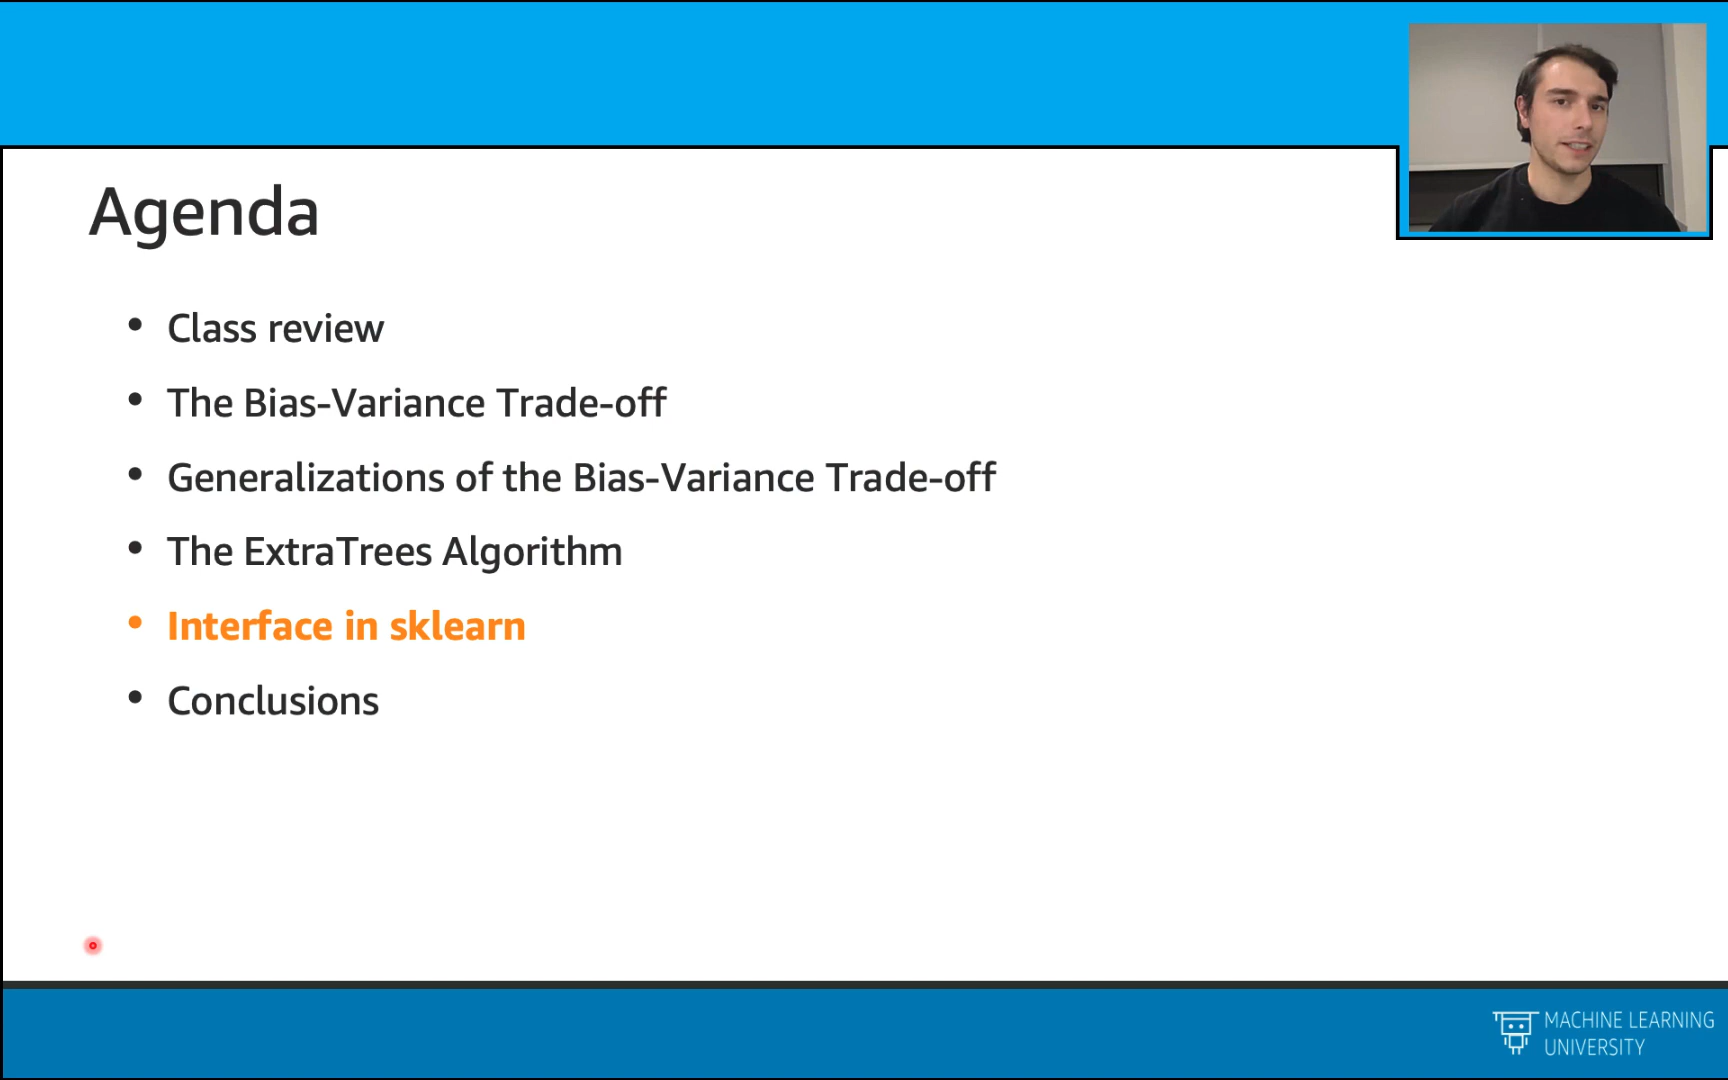 Agenda
• Class review
• The Bias-Variance Trade-off
• Generalizations of the Bias-Variance Trade-off
• The ExtraTrees Algorithm
• Interface in sklearn
• Conclusions
MACHINE LEARNING
UNIVERSITY